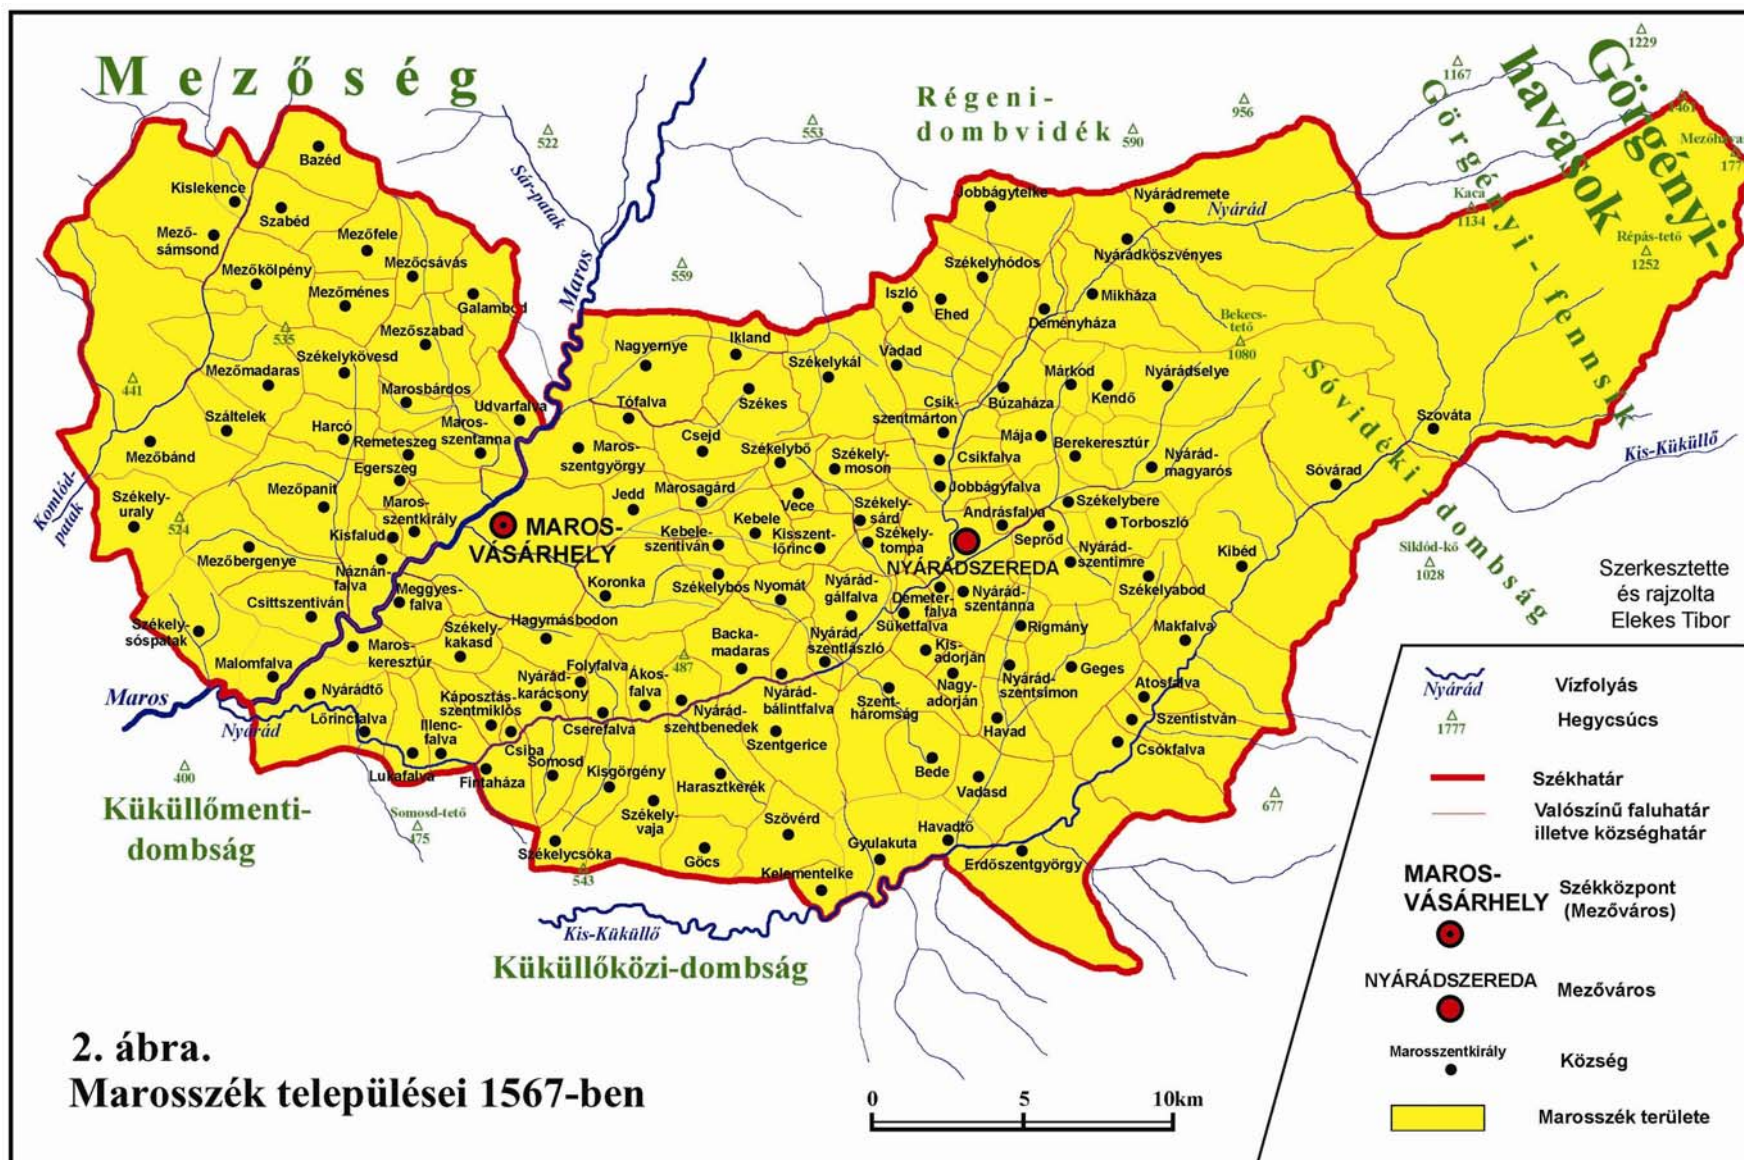 Mezőség
Régeni-
dombvidék
Görgényi-
havasok
Görgényi-fennsík
Sóvidéki-dombság
Küküllőmenti-
dombság
Küküllőközi-dombság
1229
1167
956
590
553
522
559
1461
Kaca
1134
Répás-tető
1252
Bekecs-
tető
1080
535
441
524
487
400
Somosd-tető
475
543
677
Siklód-kő
1028
Sár-patak
Maros
Nyárád
Komlód-
patak
Kis-Küküllő
Maros
Nyárád
Kis-Küküllő
Bazéd
Kislekence
Szabéd
Mező-
sámsond
Mezőfele
Mezőkölpény
Mezőcsávás
Mezőménes
Galambod
Mezőszabad
Székelykövesd
Mezőmadaras
Marosbárdos
Száltelek
Udvarfalva
Harcó
Maros-
szentanna
Remeteszeg
Mezőbánd
Egerszeg
Székely-
uraly
Mezőpanit
Maros-
szentkirály
Kisfalud
Mezőbergenye
Náznán-
falva
Meggyes-
falva
Csittszentiván
Székely-
sóspatak
Malomfalva
Maros-
keresztúr
Székely-
kakasd
Nyárádtő
Lőrincfalva
Káposztás-
szentmiklós
Illenc-
falva
Lukafalva
Fintaháza
Csiba
Somosd
Nyárád-
karácsony
Folyfalva
Cserefalva
Ákos-
falva
Hagymásbodon
Koronka
MAROS-
VÁSÁRHELY
Nagyernye
Ikland
Székelykál
Székes
Tófalva
Maros-
szentgyörgy
Csejd
Székelybő
Székely-
moson
Jedd
Marosagárd
Vece
Székely-
sárd
Kebele
Kebele-
szentiván
Kisszent-
lőrinc
Székely-
tompa
Székelybós
Nyomát
Nyárád-
gálfalva
Backa-
madaras
Nyárád-
szentlászló
Nyárád-
szentbenedek
Nyárád-
bálintfalva
Szentgerice
Kisgörgény
Székely-
vaja
Harasztkerék
Székelycsóka
Göcs
Szövérd
Kelementelke
Gyulakuta
Havadtő
Erdőszentgyörgy
Bede
Vadasd
Havad
Szent-
háromság
Nagy-
adorján
Kis-
adorján
Nyárád-
szentsimon
Rigmány
Geges
Makfalva
Atosfalva
Szentistván
Csókfalva
Süketfalva
Demeter-
falva
Nyárád-
szentanna
NYÁRÁDSZEREDA
Andrásfalva
Seprőd
Székelybere
Torboszló
Nyárád-
szentimre
Székelyabod
Kibéd
Sóvárad
Szováta
Nyárád-
magyarós
Berekeresztúr
Mája
Csikfalva
Jobbágyfalva
Csik-
szentmárton
Búzaháza
Márkod
Kendő
Nyárádselye
Vadad
Iszló
Ehed
Székelyhódos
Jobbágytelke
Nyárádremete
Nyárádköszvényes
Mikháza
Deményháza
Szerkesztette
és rajzolta
Elekes Tibor
Nyárád
Vízfolyás
1777
Hegycsúcs
Székhatár
Valószínű faluhatár
illetve községhatár
MAROS-
VÁSÁRHELY
Székközpont
(Mezőváros)
NYÁRÁDSZEREDA
Mezőváros
Marosszentkirály
Község
Marosszék területe
2. ábra.
Marosszék települései 1567-ben
0 5 10km